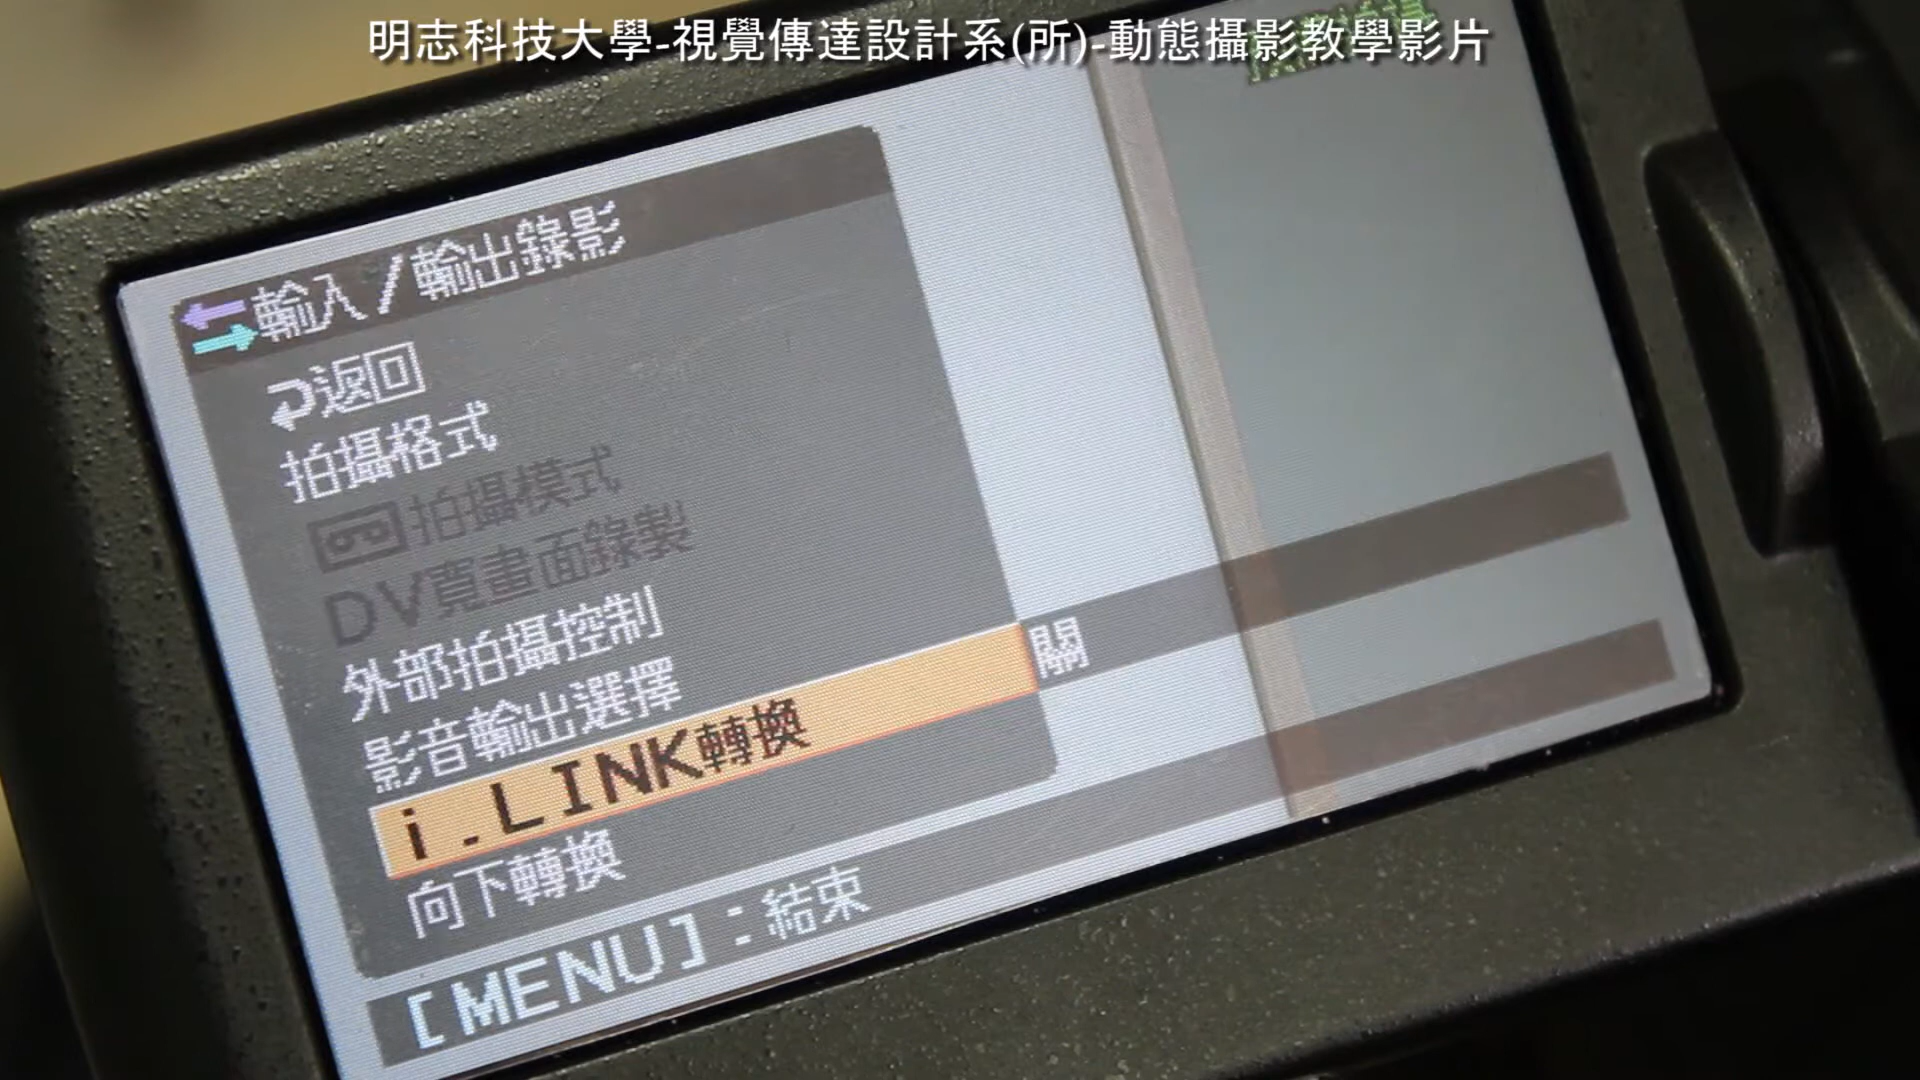 明志科技大學-視覺傳達設計系(所)-動態攝影教學影片
輸入/輸出錄影
返回
拍攝格式
拍攝模式
DV寬畫面錄製
外部拍攝控制
影音輸出選擇
i.LINK轉換 關
向下轉換
[MENU]:結束